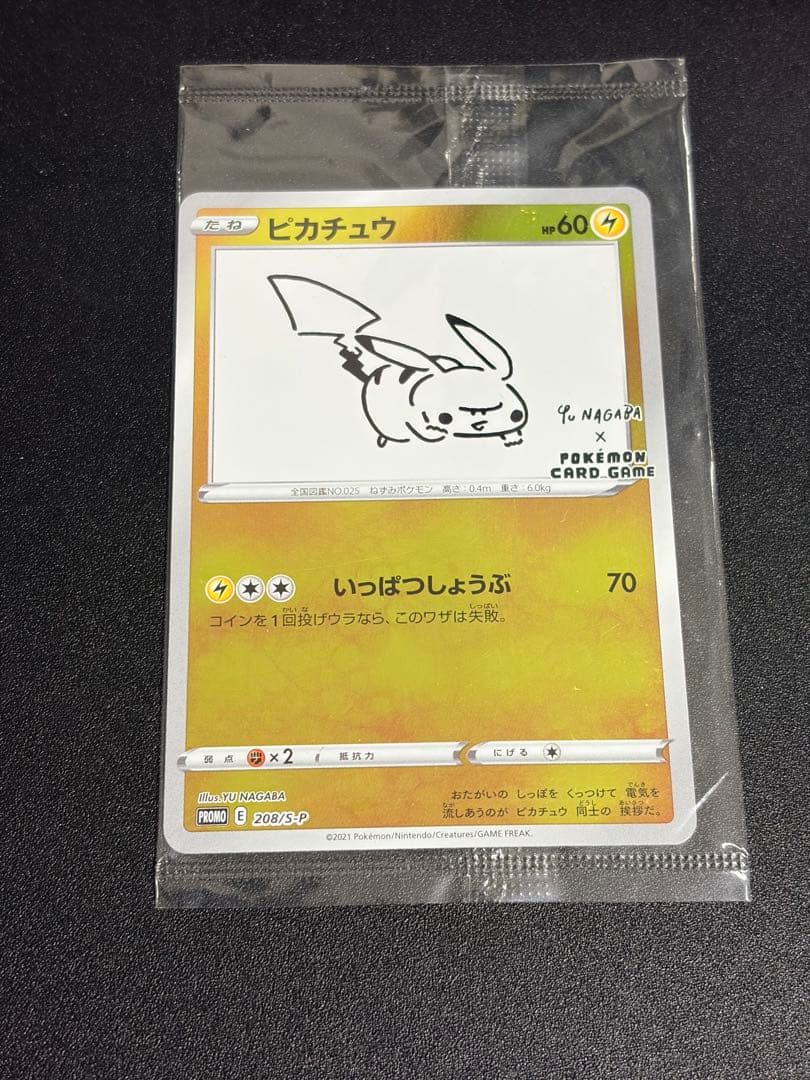 たね ピカチュウ HP60
Yu NAGABA
×
POKÉMON
CARD GAME
全国図鑑NO.025 ねずみポケモン 高さ:0.4m 重さ:6.0kg
いっぱつしょうぶ 70
コインを1回投げウラなら、このワザは失敗。
弱点 ×2 抵抗力 にげる
Illus.YU NAGABA
おたがいの しっぽを くっつけて 電気を
流しあうのが ピカチュウ 同士の 挨拶だ。
PROMO E 208/S-P
©2021 Pokémon/Nintendo/Creatures/GAME FREAK.